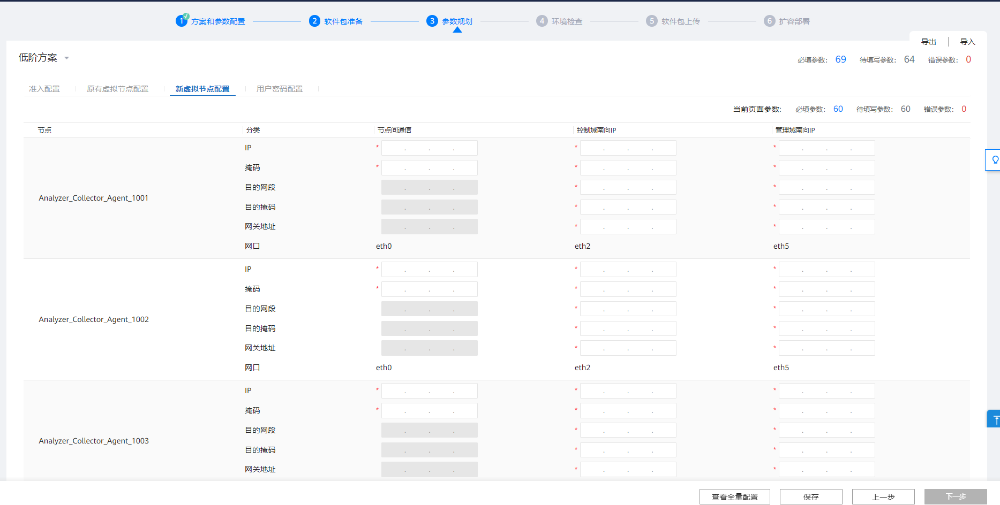 1 方案和参数配置 2 软件包准备 3 参数规划 4 环境检查 5 软件包上传 6 扩容部署
导出 导入
低阶方案
必填参数: 69 待填写参数: 64 错误参数: 0
准入配置 原有虚拟节点配置 新虚拟节点配置 用户密码配置
当前页面参数: 必填参数: 60 待填写参数: 60 错误参数: 0
节点 分类 节点间通信 控制域南向IP 管理域南向IP
IP * . . . * . . . * . . .
掩码 * . . . * . . . * . . .
目的网段 . . . * . . . * . . .
Analyzer_Collector_Agent_1001
目的掩码 . . . * . . . * . . .
网关地址 . . . * . . . * . . .
网口 eth0 eth2 eth5
IP * . . . * . . . * . . .
掩码 * . . . * . . . * . . .
目的网段 . . . * . . . * . . .
Analyzer_Collector_Agent_1002
目的掩码 . . . * . . . * . . .
网关地址 . . . * . . . * . . .
网口 eth0 eth2 eth5
IP * . . . * . . . * . . .
掩码 * . . . * . . . * . . .
目的网段 . . . * . . . * . . .
Analyzer_Collector_Agent_1003
目的掩码 . . . * . . . * . . .
网关地址 . . . * . . . * . . .
查看全量配置 保存 上一步 下一步